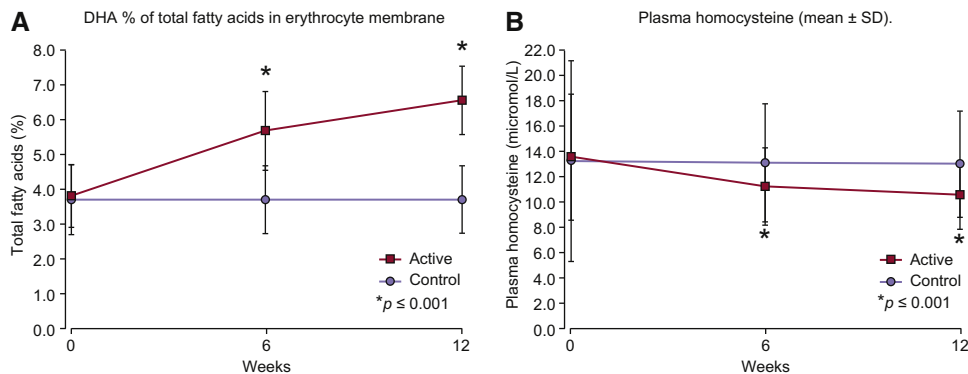 A
DHA % of total fatty acids in erythrocyte membrane
Total fatty acids (%)
8.0
7.0
6.0
5.0
4.0
3.0
2.0
1.0
0.0
*
*
Active
Control
*p ≤ 0.001
0
6
12
Weeks
B
Plasma homocysteine (mean ± SD).
Plasma homocysteine (micromol/L)
22.0
20.0
18.0
16.0
14.0
12.0
10.0
8.0
6.0
4.0
2.0
0.0
*
*
Active
Control
*p ≤ 0.001
0
6
12
Weeks